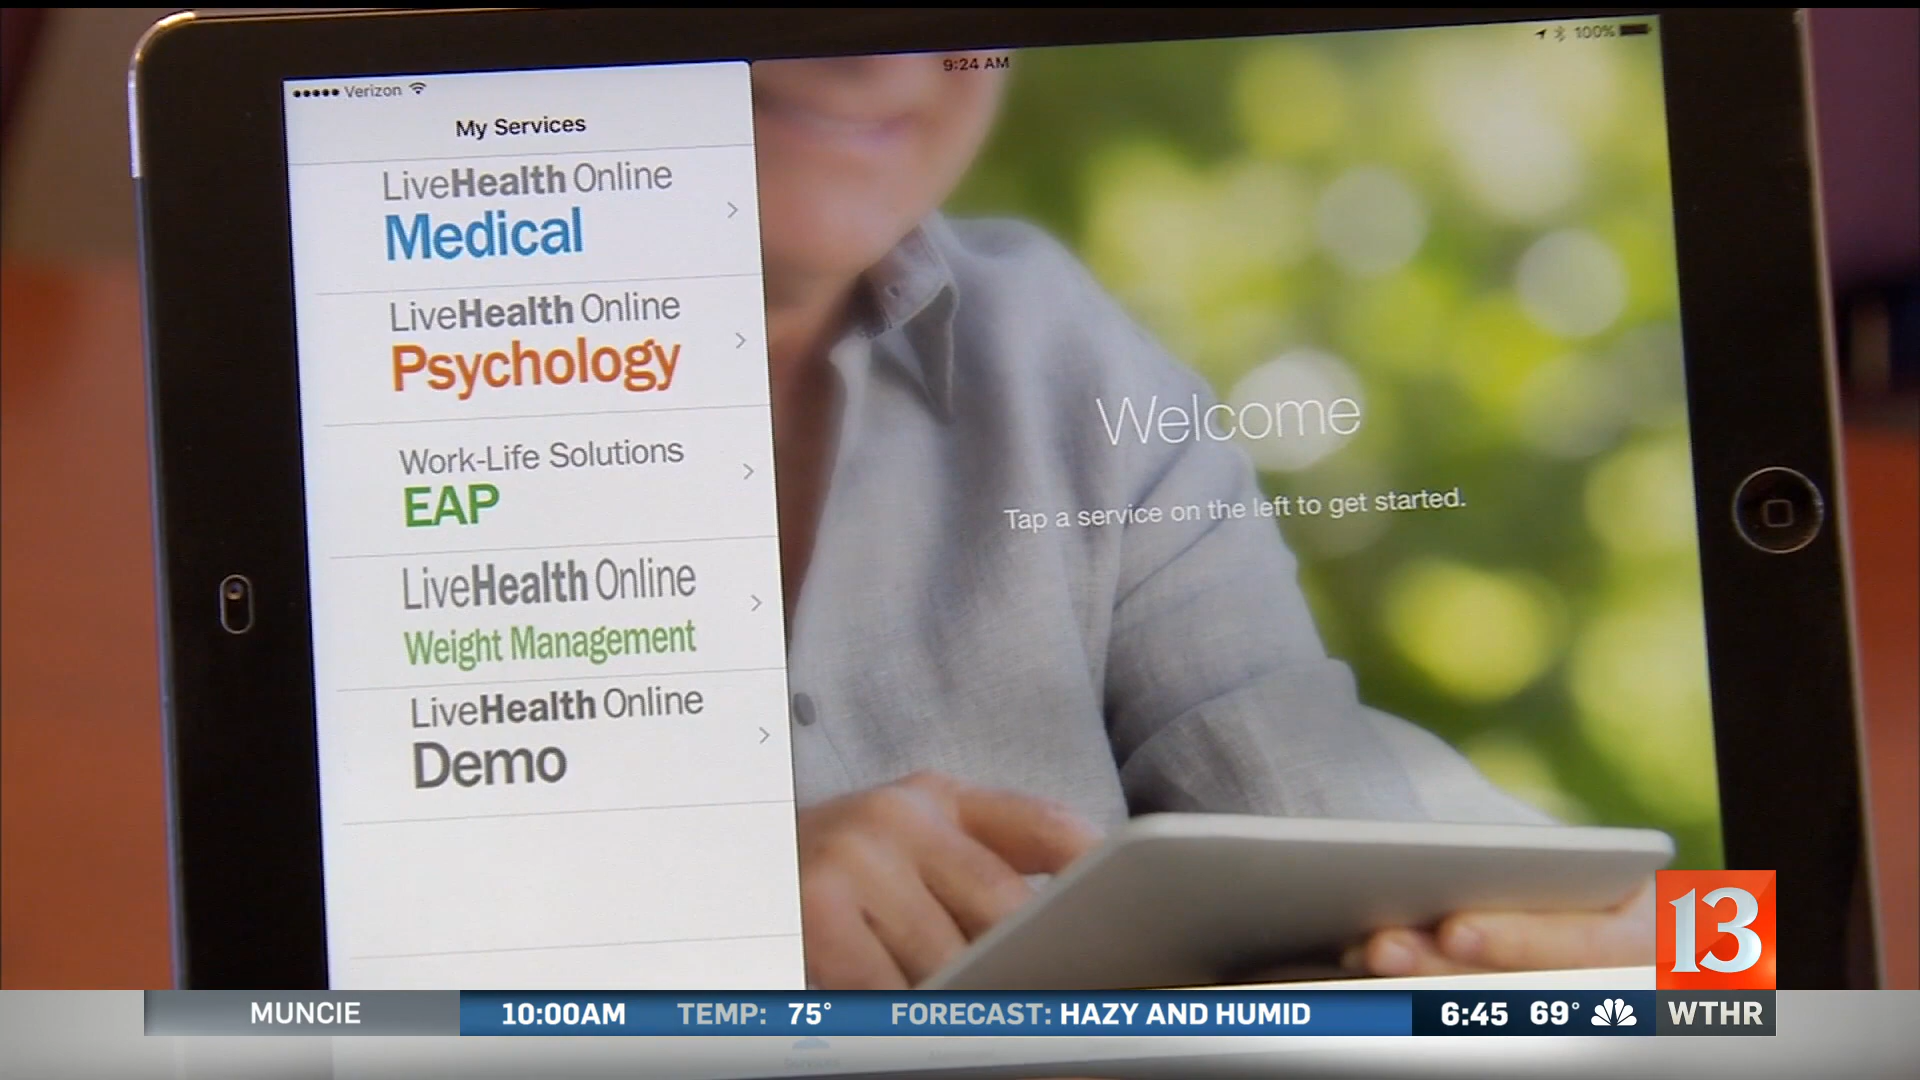 Verizon
9:24 AM
100%
My Services
LiveHealth Online
Medical
LiveHealth Online
Psychology
Work-Life Solutions
EAP
LiveHealth Online
Weight Management
LiveHealth Online
Demo
Welcome
Tap a service on the left to get started.
13
MUNCIE 10:00AM TEMP: 75° FORECAST: HAZY AND HUMID 6:45 69° WTHR